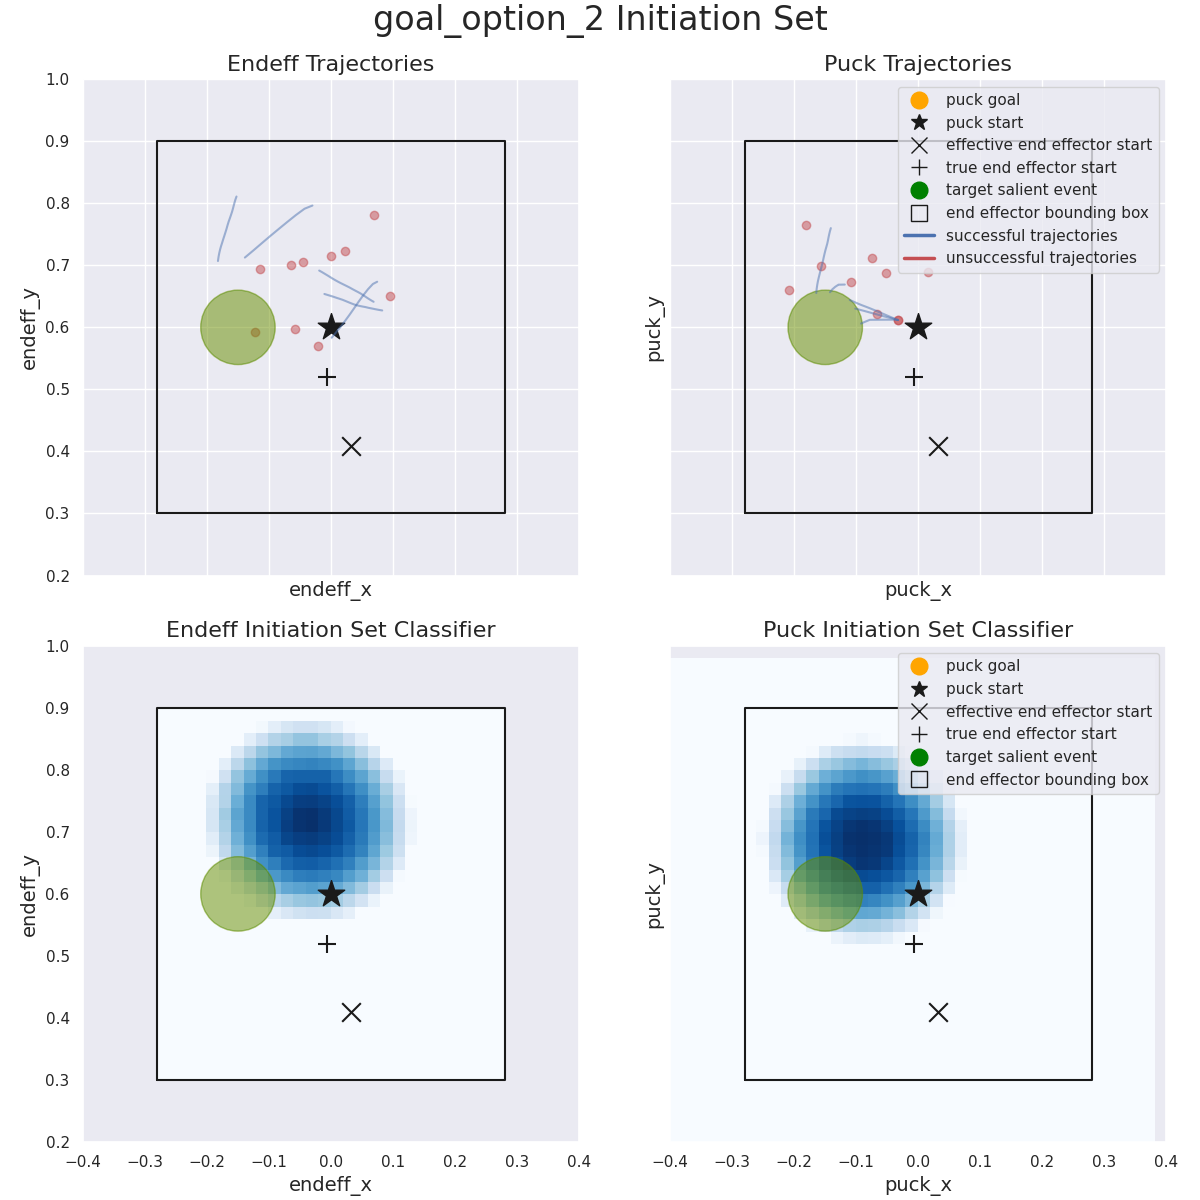 goal_option_2 Initiation Set
Endeff Trajectories
1.0
0.9
0.8
0.7
0.6
0.5
0.4
0.3
0.2
endeff_y
endeff_x
Puck Trajectories
puck goal
puck start
effective end effector start
true end effector start
target salient event
end effector bounding box
successful trajectories
unsuccessful trajectories
puck_y
puck_x
Endeff Initiation Set Classifier
1.0
0.9
0.8
0.7
0.6
0.5
0.4
0.3
0.2
endeff_y
−0.4 −0.3 −0.2 −0.1 0.0 0.1 0.2 0.3 0.4
endeff_x
Puck Initiation Set Classifier
puck goal
puck start
effective end effector start
true end effector start
target salient event
end effector bounding box
puck_y
−0.4 −0.3 −0.2 −0.1 0.0 0.1 0.2 0.3 0.4
puck_x